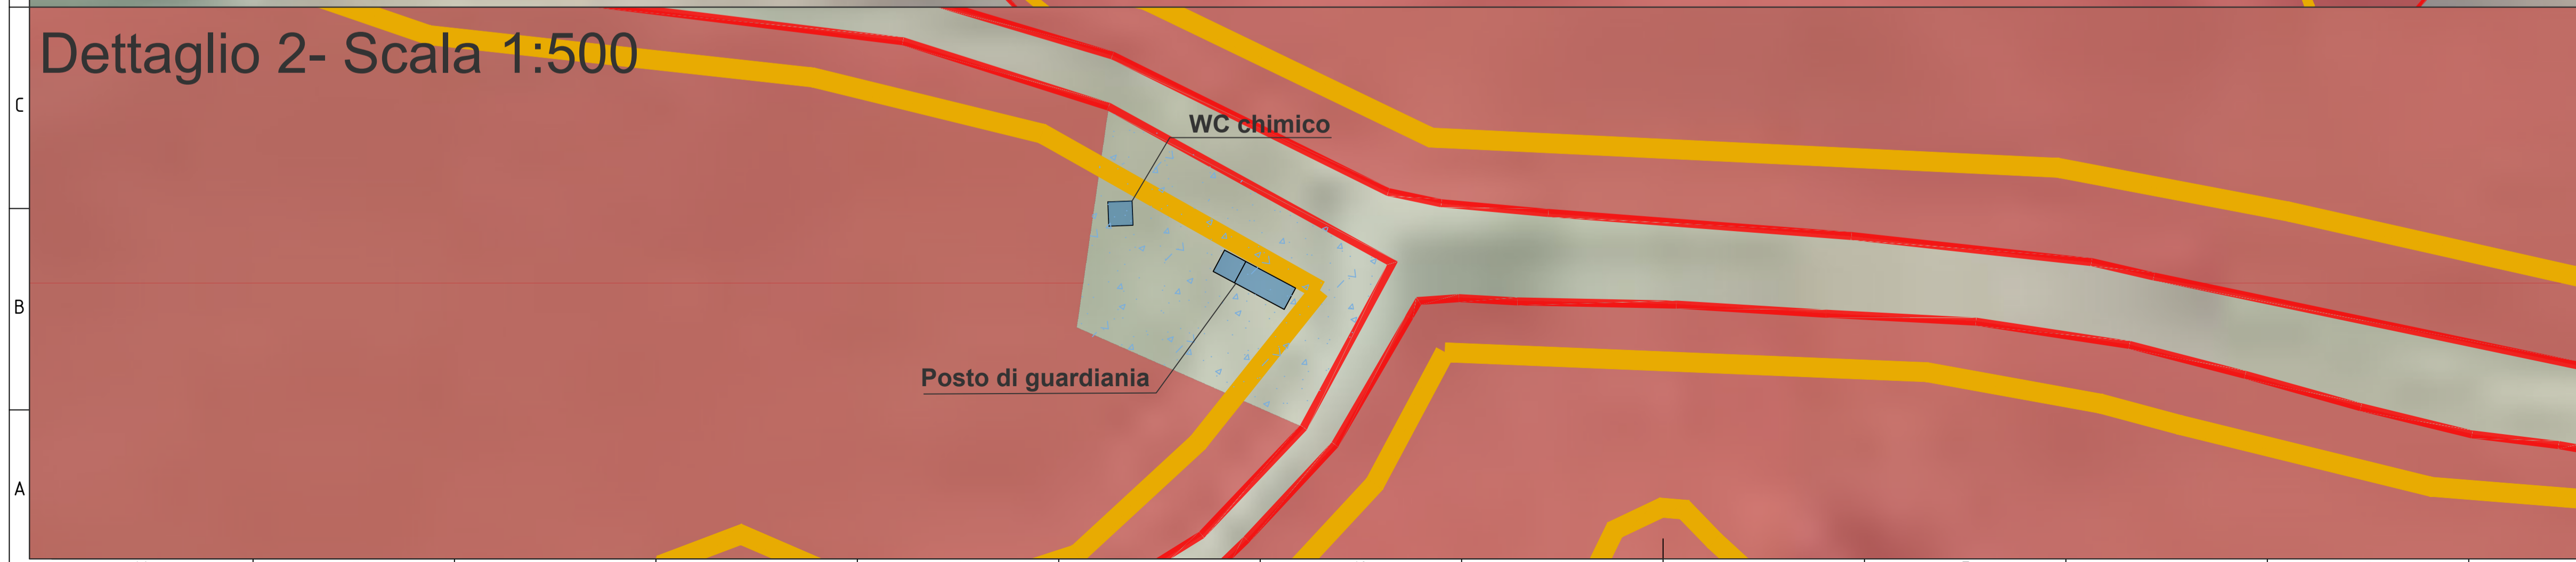 Dettaglio 2- Scala 1:500
C
WC chimico
B
Posto di guardiania
A